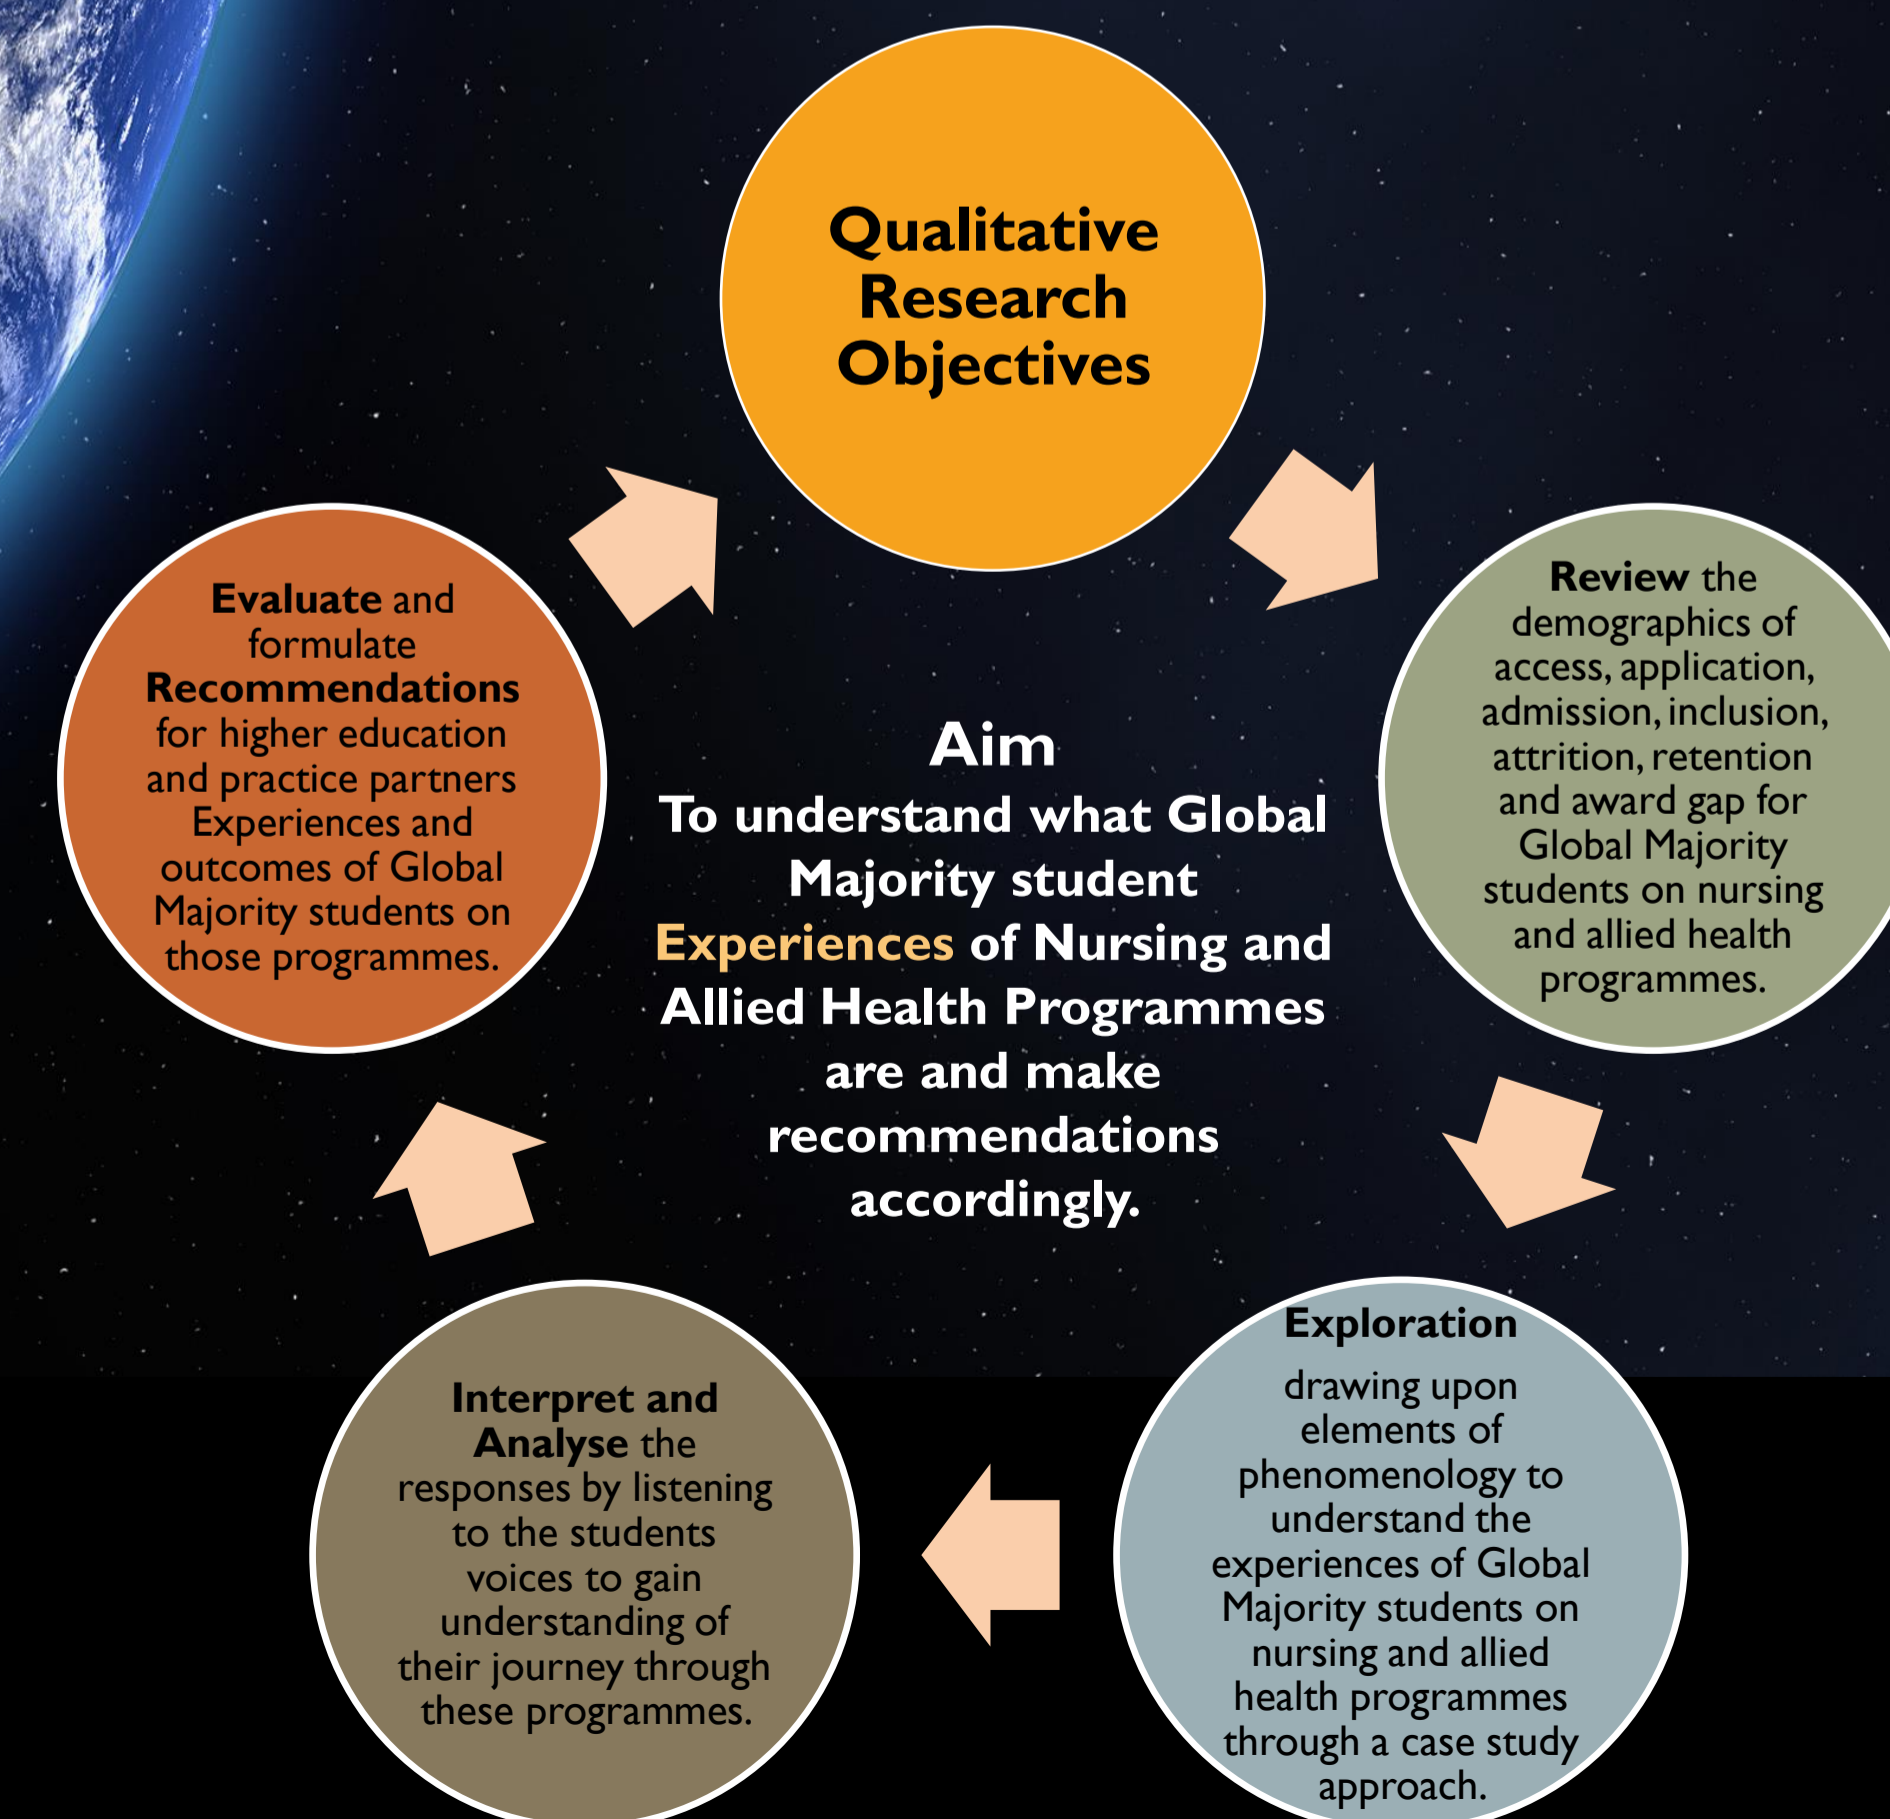 Qualitative
Research
Objectives
Review the
demographics of
access, application,
admission, inclusion,
attrition, retention
and award gap for
Global Majority
students on nursing
and allied health
programmes.
Exploration
drawing upon
elements of
phenomenology to
understand the
experiences of Global
Majority students on
nursing and allied
health programmes
through a case study
approach.
Interpret and
Analyse the
responses by listening
to the students
voices to gain
understanding of
their journey through
these programmes.
Evaluate and
formulate
Recommendations
for higher education
and practice partners
Experiences and
outcomes of Global
Majority students on
those programmes.
Aim
To understand what Global
Majority student
Experiences of Nursing and
Allied Health Programmes
are and make
recommendations
accordingly.